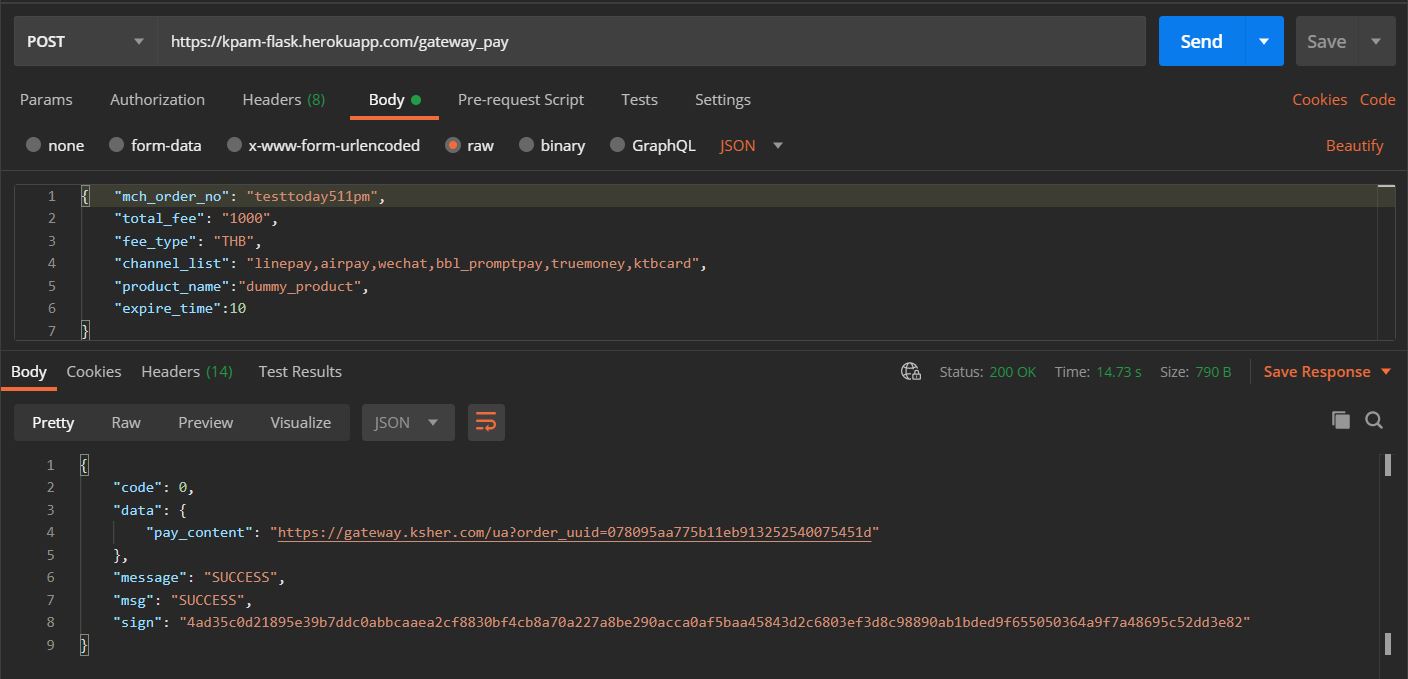 POST https://kpam-flask.herokuapp.com/gateway_pay Send Save
Params Authorization Headers (8) Body Pre-request Script Tests Settings Cookies Code
none form-data x-www-form-urlencoded raw binary GraphQL JSON Beautify
1 { "mch_order_no": "testtoday511pm",
2 "total_fee": "1000",
3 "fee_type": "THB",
4 "channel_list": "linepay,airpay,wechat,bbl_promptpay,truemoney,ktbcard",
5 "product_name":"dummy_product",
6 "expire_time":10
7 }
Body Cookies Headers (14) Test Results Status: 200 OK Time: 14.73 s Size: 790 B Save Response
Pretty Raw Preview Visualize JSON
1 {
2 "code": 0,
3 "data": {
4 "pay_content": "https://gateway.ksher.com/ua?order_uuid=078095aa775b11eb913252540075451d"
5 },
6 "message": "SUCCESS",
7 "msg": "SUCCESS",
8 "sign": "4ad35c0d21895e39b7ddc0abbcaaea2cf8830bf4cb8a70a227a8be290acca0af5baa45843d2c6803ef3d8c98890ab1bded9f655050364a9f7a48695c52dd3e82"
9 }